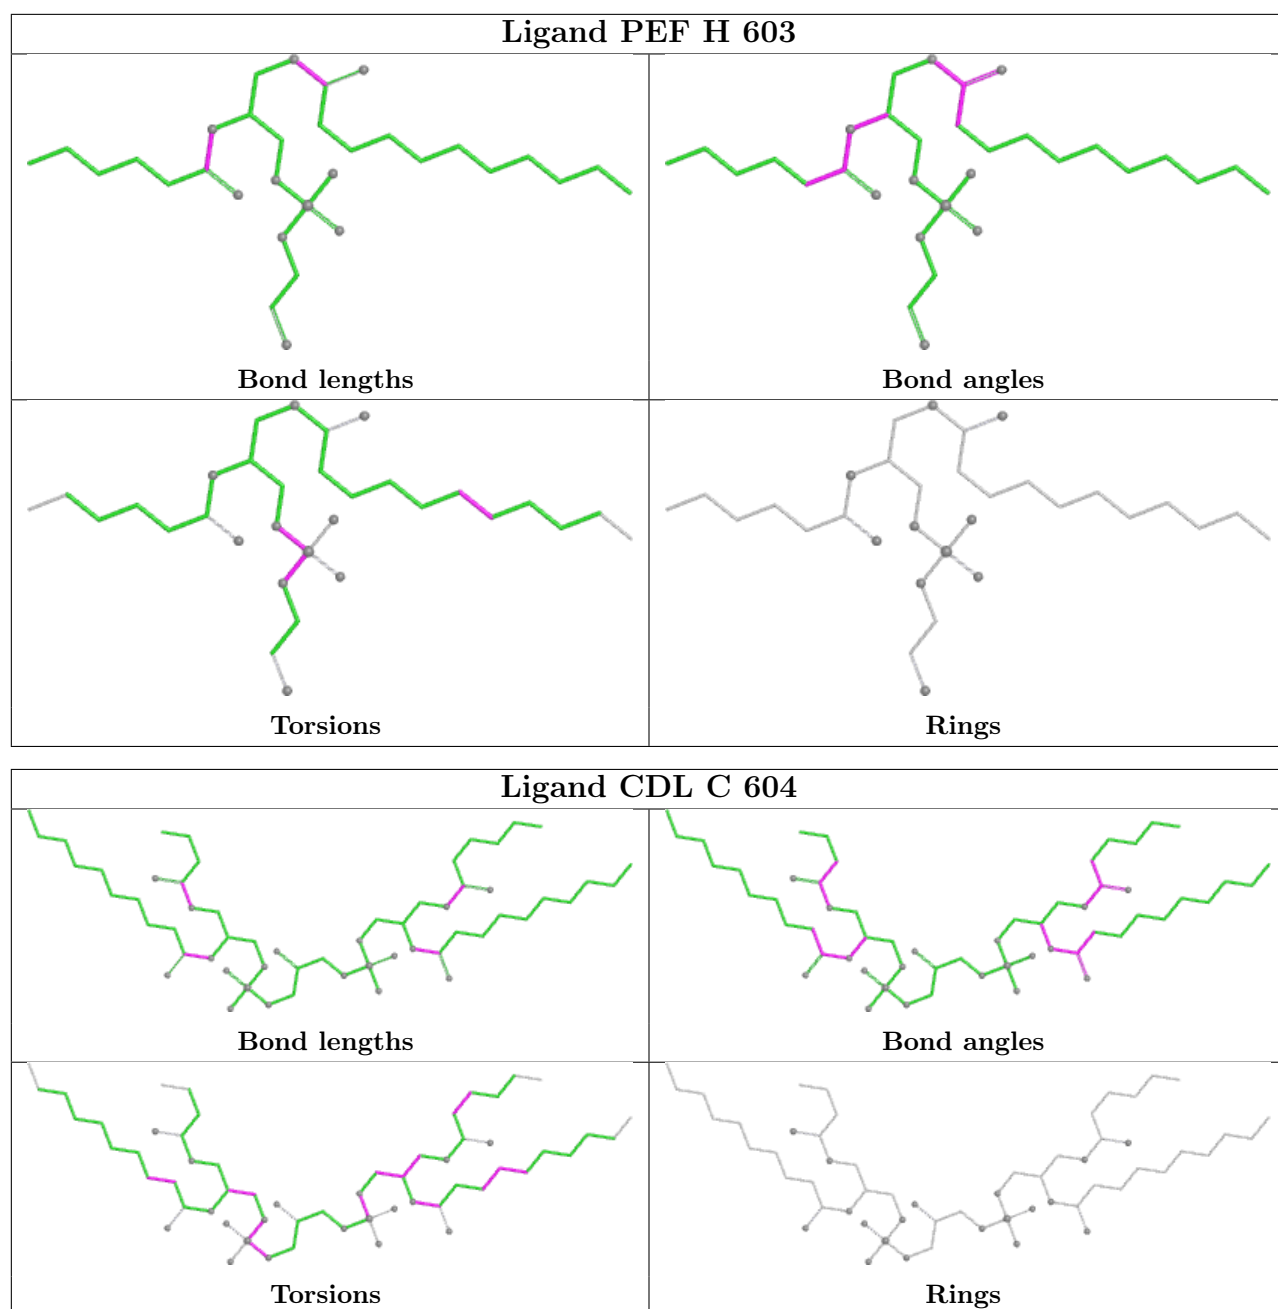 Ligand PEF H 603
Bond lengths
Bond angles
Torsions
Rings
Ligand CDL C 604
Bond lengths
Bond angles
Torsions
Rings